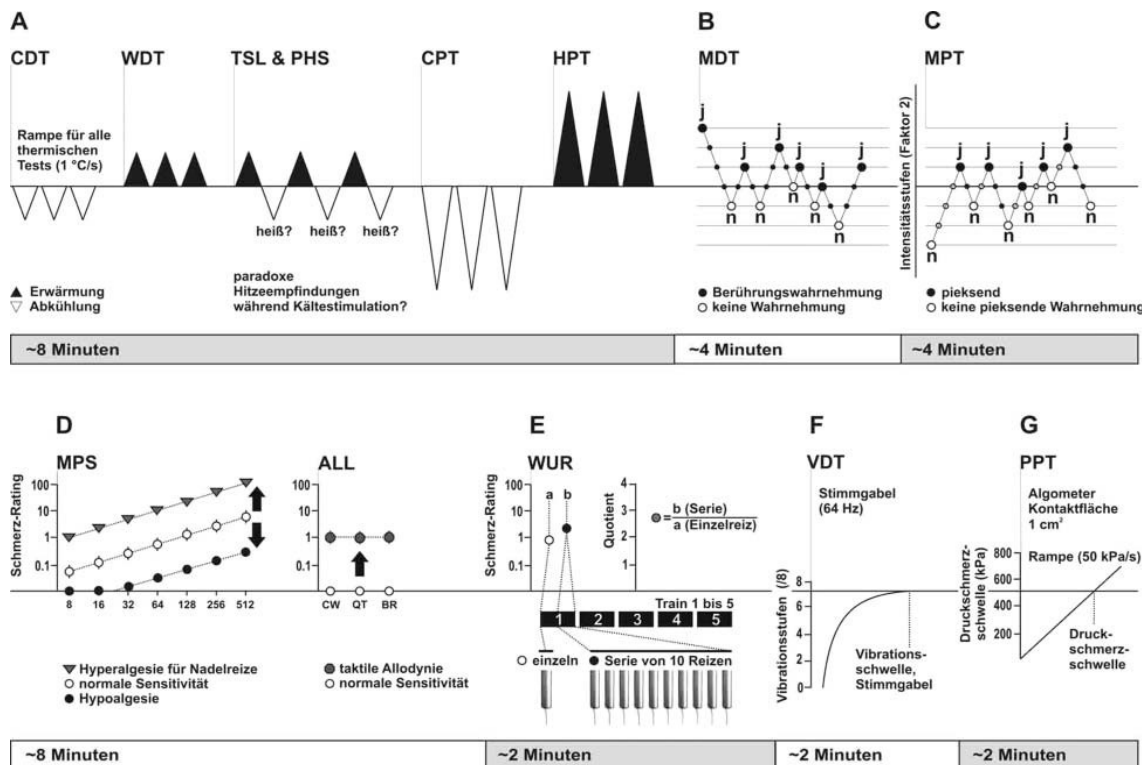 A
B
C
CDT
WDT
TSL & PHS
CPT
HPT
MDT
MPT
Rampe für alle
thermischen
Tests (1 °C/s)
heiß?
heiß?
heiß?
paradoxe
Hitzeempfindungen
während Kältestimulation?
Erwärmung
Abkühlung
j
j
j
j
j
j
n
n
n
n
n
Berührungswahrnehmung
keine Wahrnehmung
Intensitätsstufen (Faktor 2)
j
j
j
j
j
n
n
n
n
n
n
pieksend
keine pieksende Wahrnehmung
~8 Minuten
~4 Minuten
~4 Minuten
D
E
F
G
MPS
ALL
WUR
VDT
PPT
Schmerz-Rating
100
10
1
0.1
8
16
32
64
128
256
512
Hyperalgesie für Nadelreize
normale Sensitivität
Hypoalgesie
100
10
1
0.1
CW
QT
BR
taktile Allodynie
normale Sensitivität
Schmerz-Rating
100
10
1
0.1
a
b
Quotient
4
3
2
1
= b (Serie)
a (Einzelreiz)
Train 1 bis 5
1
2
3
4
5
einzeln
Serie von 10 Reizen
Stimmgabel
(64 Hz)
Vibrationsstufen (/8)
8
6
4
2
0
Vibrations-
schwelle,
Stimmgabel
Algometer
Kontaktfläche
1 cm²
Rampe (50 kPa/s)
Druckschmerz-
schwelle (kPa)
800
600
400
200
Druck-
schmerz-
schwelle
~8 Minuten
~2 Minuten
~2 Minuten
~2 Minuten